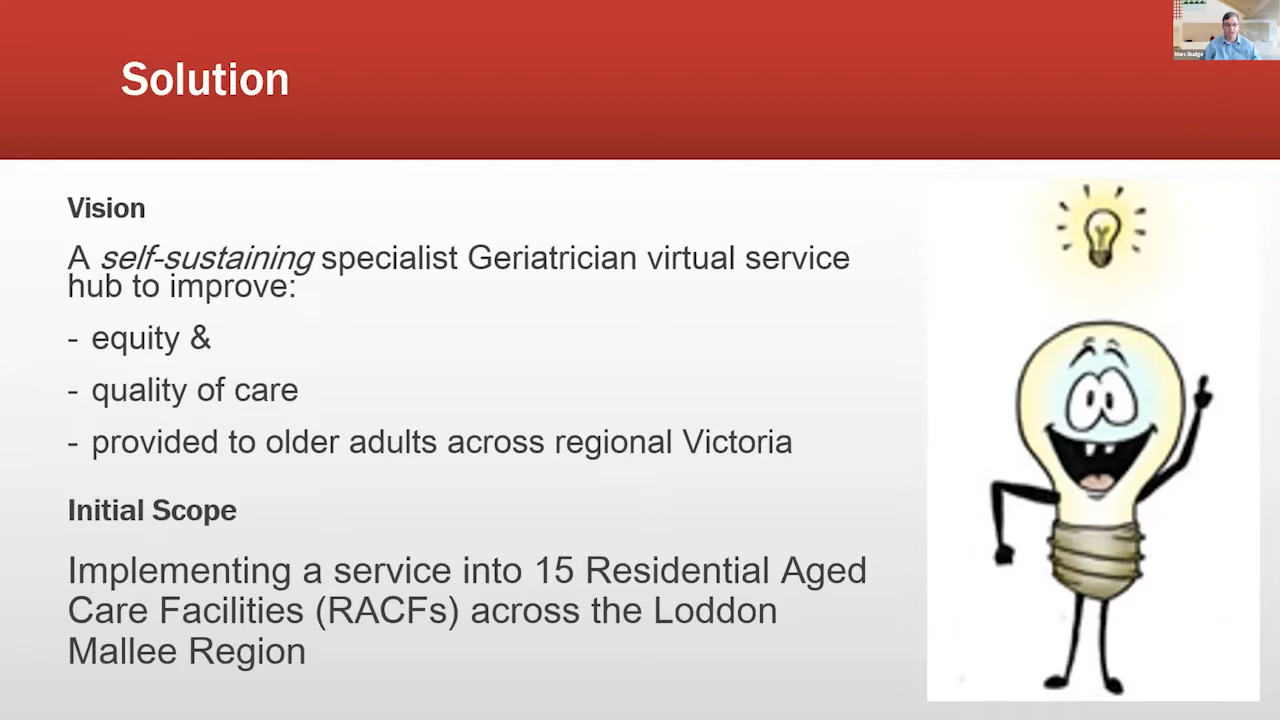 Marc Budge
Solution
Vision
A self-sustaining specialist Geriatrician virtual service
hub to improve:
- equity &
- quality of care
- provided to older adults across regional Victoria
Initial Scope
Implementing a service into 15 Residential Aged
Care Facilities (RACFs) across the Loddon
Mallee Region